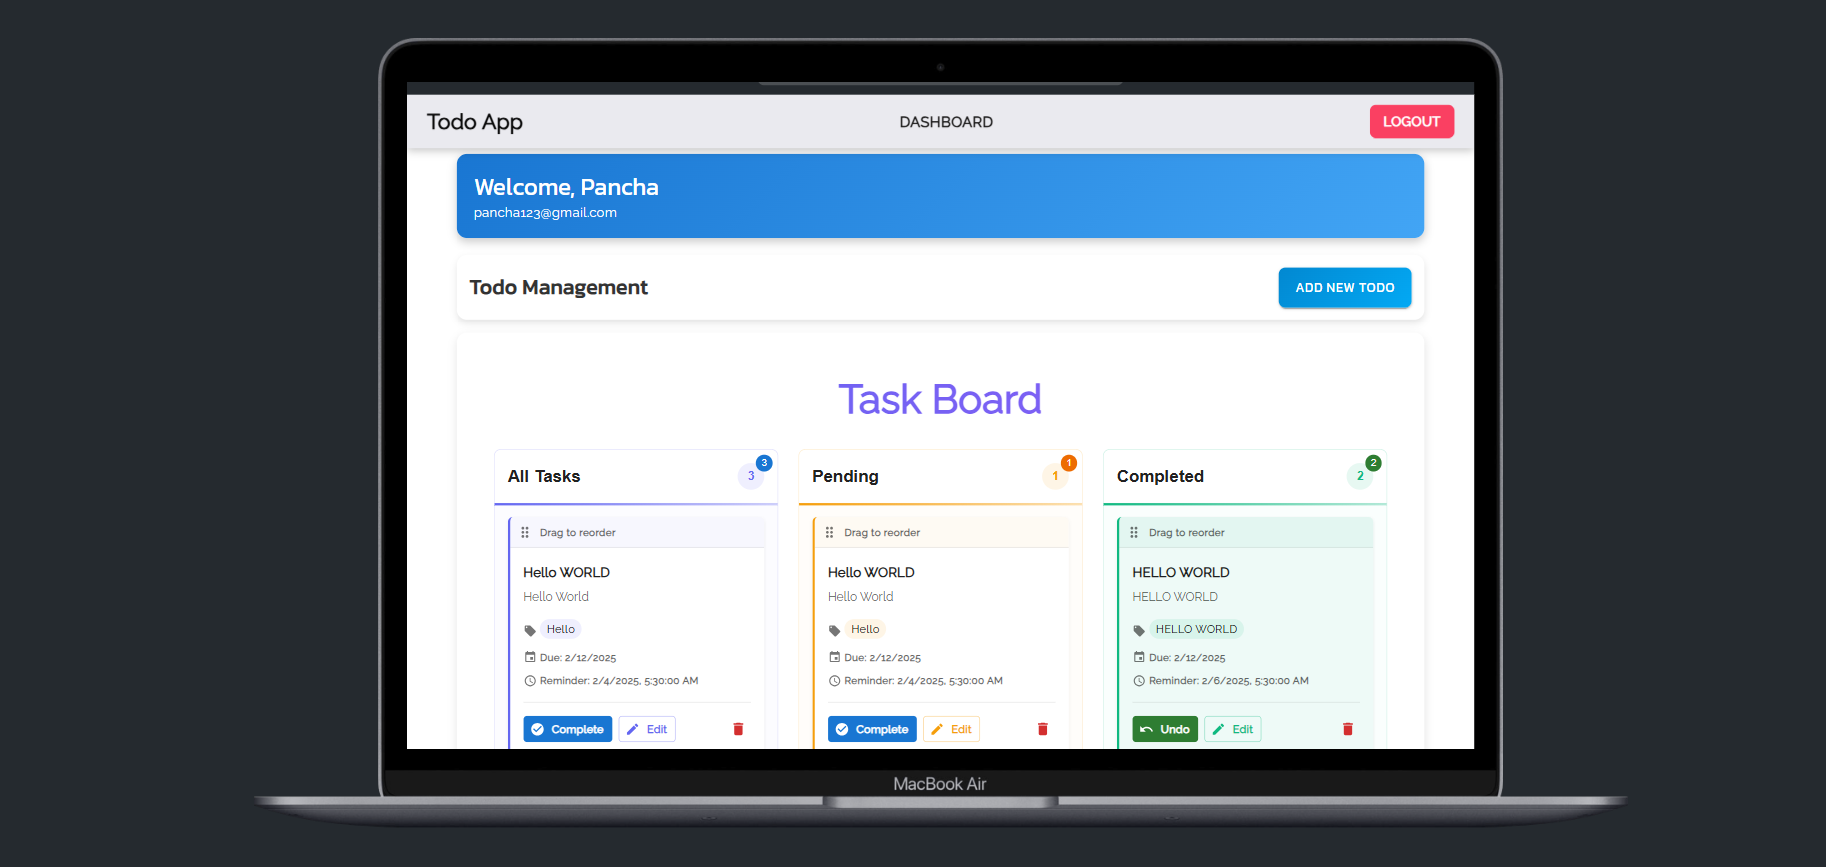 Todo App
DASHBOARD
LOGOUT
Welcome, Pancha
pancha123@gmail.com
Todo Management
ADD NEW TODO
Task Board
All Tasks
3
3
Pending
1
1
Completed
2
2
Drag to reorder
Hello WORLD
Hello World
Hello
Due: 2/12/2025
Reminder: 2/4/2025, 5:30:00 AM
Complete
Edit
Drag to reorder
Hello WORLD
Hello World
Hello
Due: 2/12/2025
Reminder: 2/4/2025, 5:30:00 AM
Complete
Edit
Drag to reorder
HELLO WORLD
HELLO WORLD
HELLO WORLD
Due: 2/12/2025
Reminder: 2/6/2025, 5:30:00 AM
Undo
Edit
MacBook Air